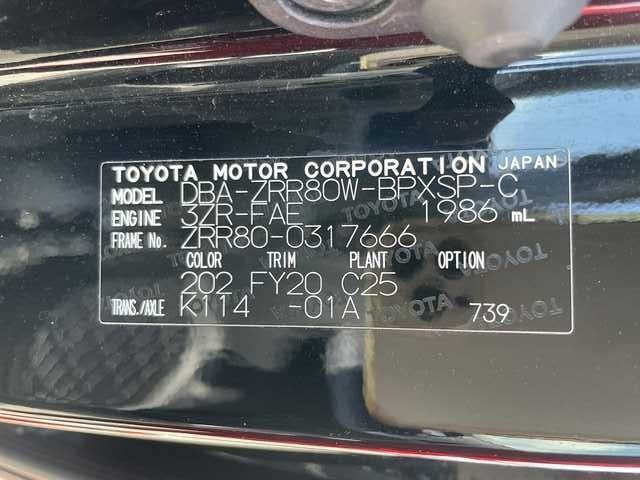 TOYOTA MOTOR CORPORATION JAPAN
MODEL DBA-ZRR80W-BPXSP-C
ENGINE 3ZR-FAE 1986 mL
FRAME No. ZRR80-0317666
COLOR TRIM PLANT OPTION
202 FY20 C25
TRANS./AXLE K114 -01A 739